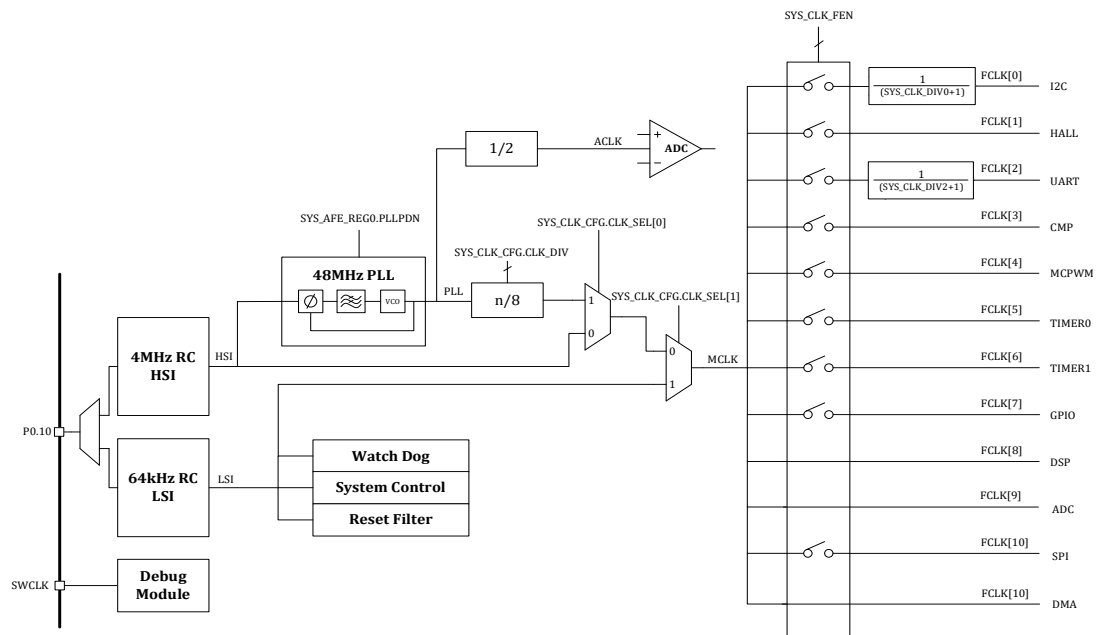 SYS_CLK_FEN
1
(SYS_CLK_DIV0+1)
FCLK[0]
I2C
FCLK[1]
HALL
1/2
ACLK
+
ADC
−
1
(SYS_CLK_DIV2+1)
FCLK[2]
UART
SYS_AFE_REG0.PLLPDN
SYS_CLK_CFG.CLK_SEL[0]
FCLK[3]
CMP
SYS_CLK_CFG.CLK_DIV
48MHz PLL
FCLK[4]
MCPWM
VCO
PLL
n/8
1
0
SYS_CLK_CFG.CLK_SEL[1]
FCLK[5]
TIMER0
4MHz RC
HSI
HSI
0
1
MCLK
FCLK[6]
TIMER1
FCLK[7]
GPIO
P0.10
64kHz RC
LSI
LSI
Watch Dog
System Control
Reset Filter
FCLK[8]
DSP
FCLK[9]
ADC
FCLK[10]
SPI
SWCLK
Debug
Module
FCLK[10]
DMA